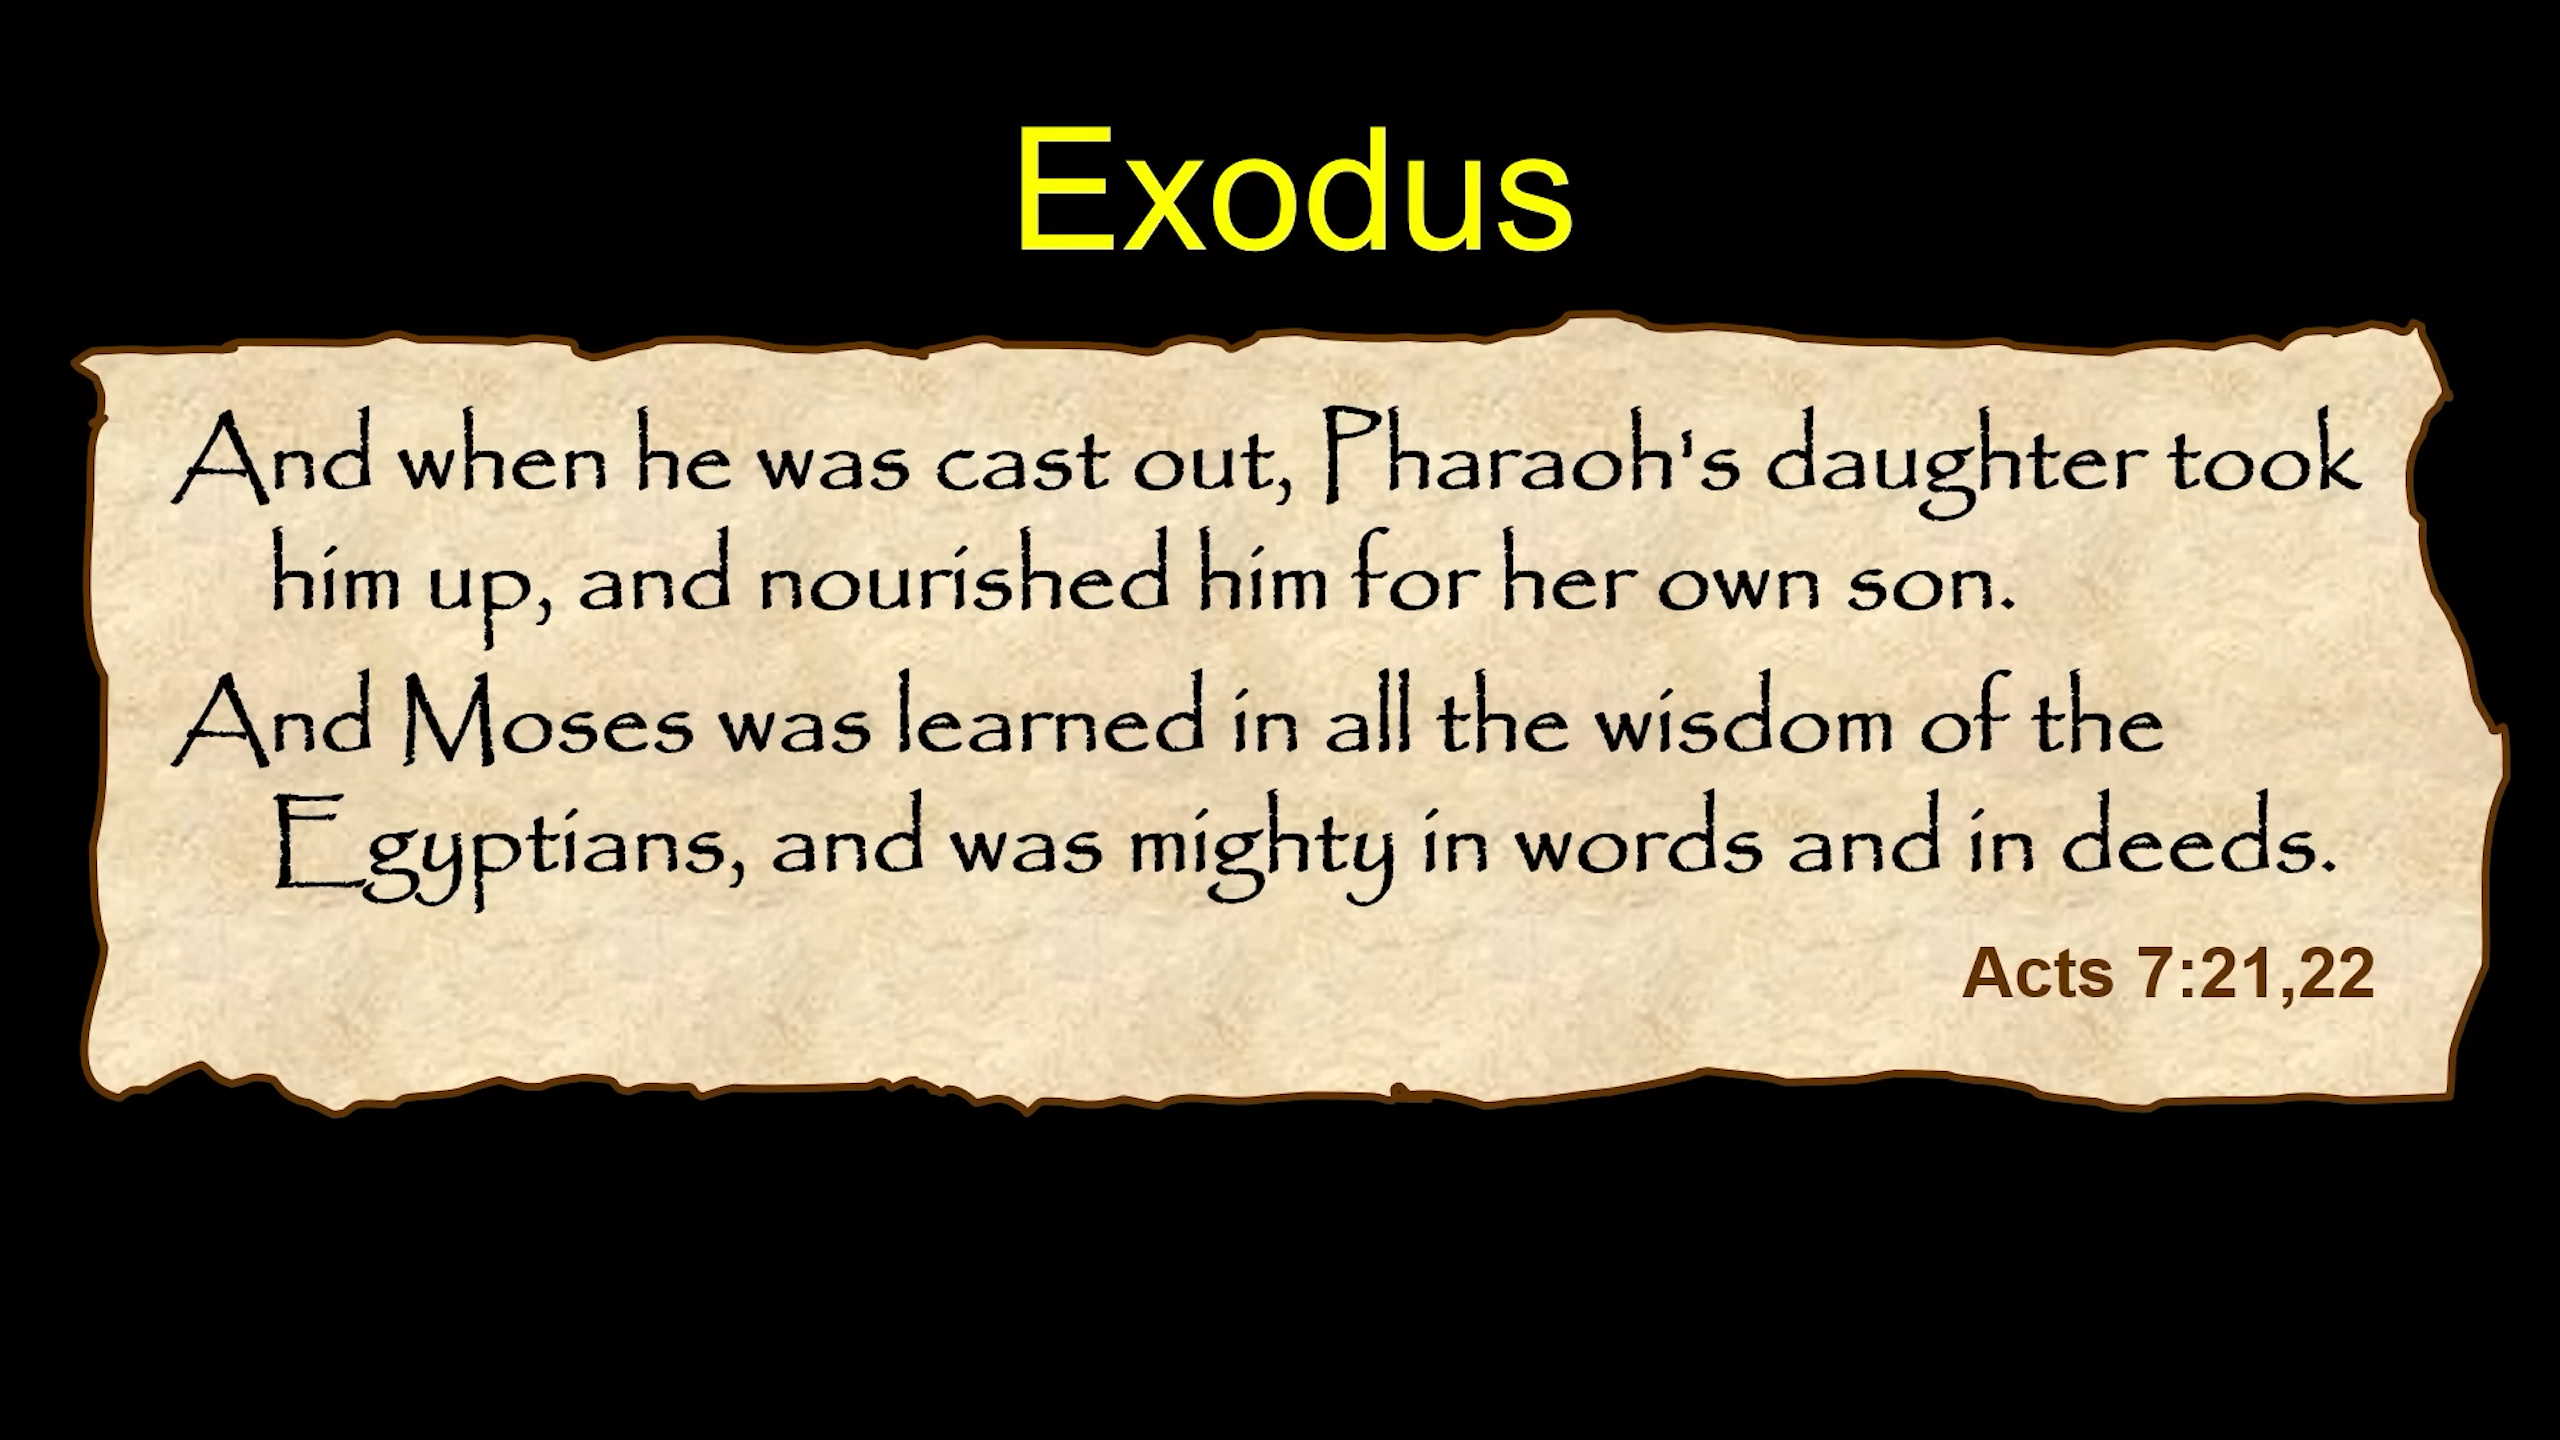 Exodus
And when he was cast out, Pharaoh's daughter took
him up, and nourished him for her own son.
And Moses was learned in all the wisdom of the
Egyptians, and was mighty in words and in deeds.
Acts 7:21,22